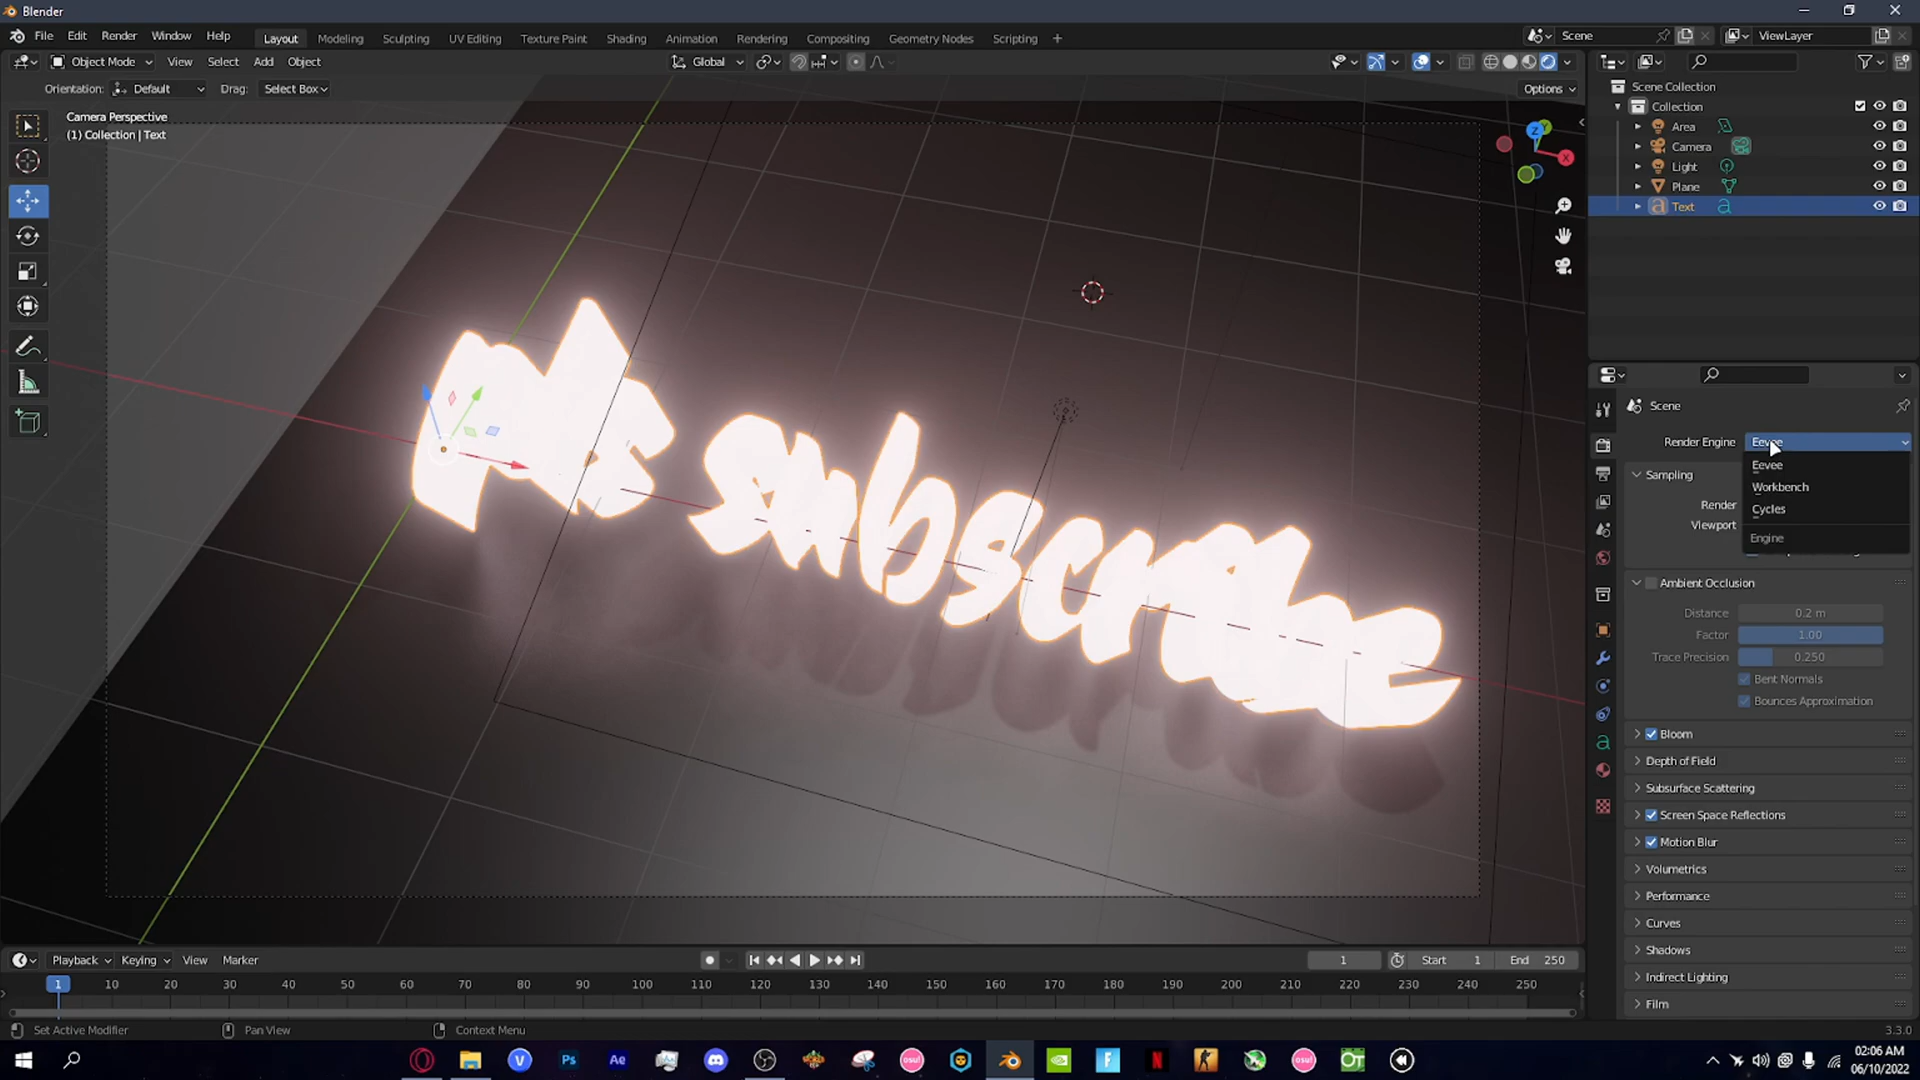 Blender
File Edit Render Window Help Layout Modeling Sculpting UV Editing Texture Paint Shading Animation Rendering Compositing Geometry Nodes Scripting + Scene ViewLayer
Object Mode View Select Add Object Global
Orientation: Default Drag: Select Box Options
Camera Perspective
(1) Collection | Text
Z
Y
X
pls subscribe
Scene Collection
Collection
Area
Camera
Light
Plane
Text
Scene
Render Engine Eevee
Eevee
Workbench
Cycles
Engine
Sampling
Render
Viewport
Ambient Occlusion
Distance 0.2 m
Factor 1.00
Trace Precision 0.250
Bent Normals
Bounces Approximation
Bloom
Depth of Field
Subsurface Scattering
Screen Space Reflections
Motion Blur
Volumetrics
Performance
Curves
Shadows
Indirect Lighting
Film
Playback Keying View Marker 1 Start 1 End 250
1 10 20 30 40 50 60 70 80 90 100 110 120 130 140 150 160 170 180 190 200 210 220 230 240 250
Set Active Modifier Pan View Context Menu 3.3.0
V Ps Ae osu! F N osu! OT
02:06 AM
06/10/2022